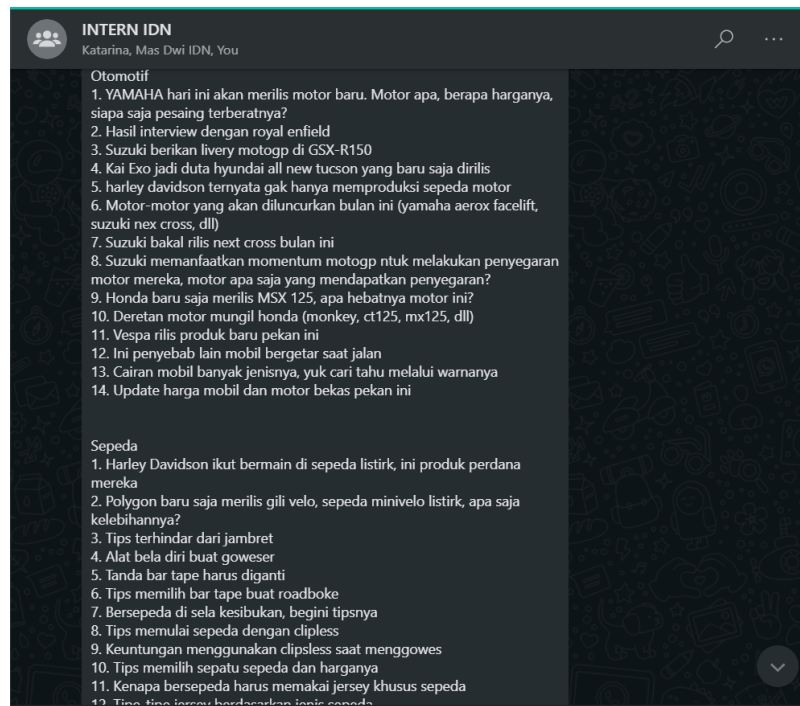 INTERN IDN
Katarina, Mas Dwi IDN, You
Otomotif
1. YAMAHA hari ini akan merilis motor baru. Motor apa, berapa harganya,
siapa saja pesaing terberatnya?
2. Hasil interview dengan royal enfield
3. Suzuki berikan livery motogp di GSX-R150
4. Kai Exo jadi duta hyundai all new tucson yang baru saja dirilis
5. harley davidson ternyata gak hanya memproduksi sepeda motor
6. Motor-motor yang akan diluncurkan bulan ini (yamaha aerox facelift,
suzuki nex cross, dll)
7. Suzuki bakal rilis next cross bulan ini
8. Suzuki memanfaatkan momentum motogp ntuk melakukan penyegaran
motor mereka, motor apa saja yang mendapatkan penyegaran?
9. Honda baru saja merilis MSX 125, apa hebatnya motor ini?
10. Deretan motor mungil honda (monkey, ct125, mx125, dll)
11. Vespa rilis produk baru pekan ini
12. Ini penyebab lain mobil bergetar saat jalan
13. Cairan mobil banyak jenisnya, yuk cari tahu melalui warnanya
14. Update harga mobil dan motor bekas pekan ini
Sepeda
1. Harley Davidson ikut bermain di sepeda listirk, ini produk perdana
mereka
2. Polygon baru saja merilis gili velo, sepeda minivelo listirk, apa saja
kelebihannya?
3. Tips terhindar dari jambret
4. Alat bela diri buat goweser
5. Tanda bar tape harus diganti
6. Tips memilih bar tape buat roadboke
7. Bersepeda di sela kesibukan, begini tipsnya
8. Tips memulai sepeda dengan clipless
9. Keuntungan menggunakan clipsless saat menggowes
10. Tips memilih sepatu sepeda dan harganya
11. Kenapa bersepeda harus memakai jersey khusus sepeda
12. Tipe-tipe jersey berdasarkan jenis sepeda